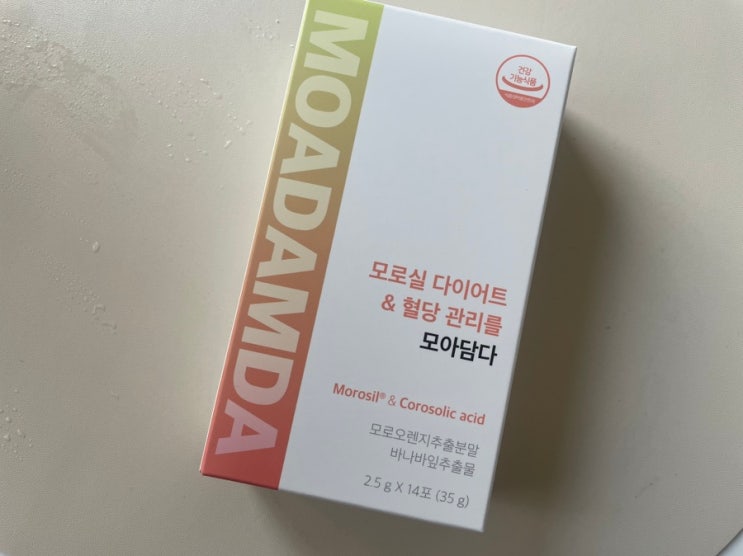 MOADAMDA
건강
기능식품
모로실 다이어트
& 혈당 관리를
모아담다
Morosil® & Corosolic acid
모로오렌지추출분말
바나바잎추출물
2.5 g X 14포 (35 g)